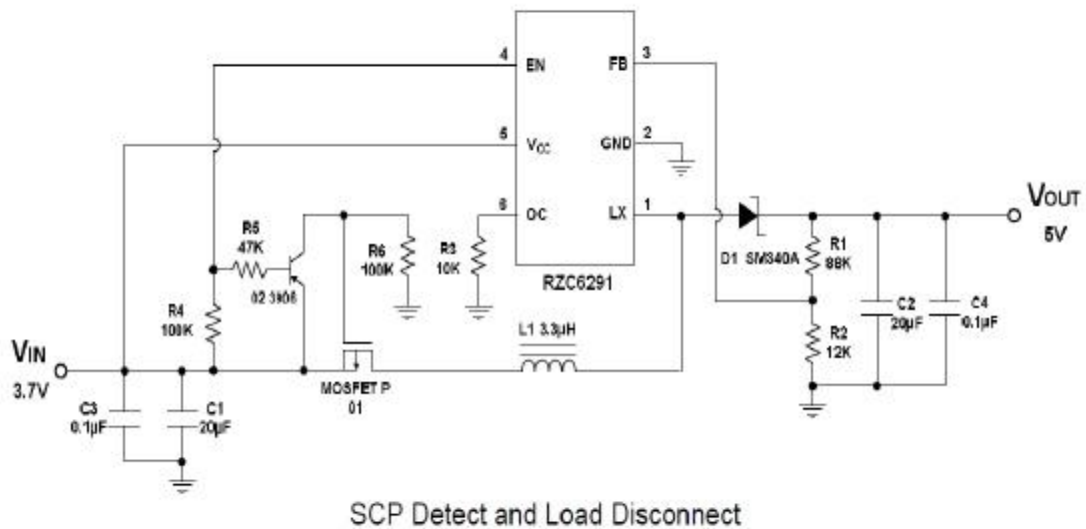 4 EN FB 3
5 VCC GND 2
6 OC LX 1
RZC6291
R5
47K
02 3906
R4
100K
R6
100K
R3
10K
D1 SM340A
R1
88K
R2
12K
C2
20µF
C4
0.1µF
VOUT
5V
L1 3.3µH
MOSFET P
01
VIN
3.7V
C3
0.1µF
C1
20µF
SCP Detect and Load Disconnect